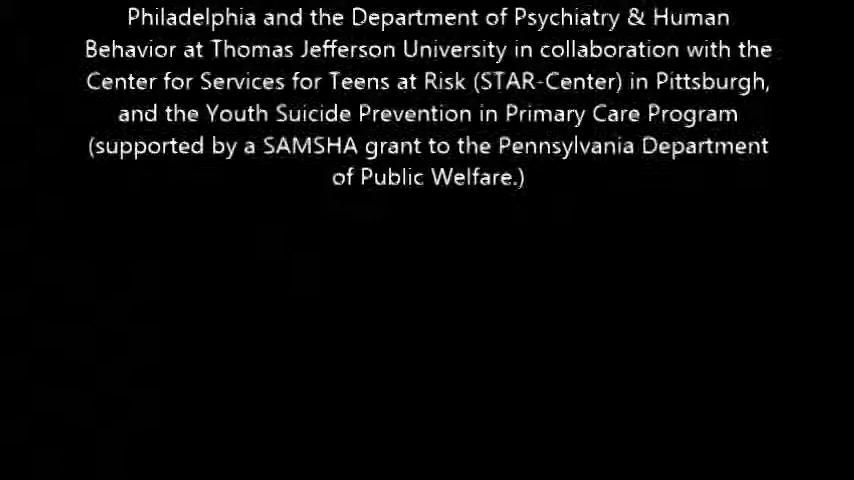 Philadelphia and the Department of Psychiatry & Human
Behavior at Thomas Jefferson University in collaboration with the
Center for Services for Teens at Risk (STAR-Center) in Pittsburgh,
and the Youth Suicide Prevention in Primary Care Program
(supported by a SAMSHA grant to the Pennsylvania Department
of Public Welfare.)